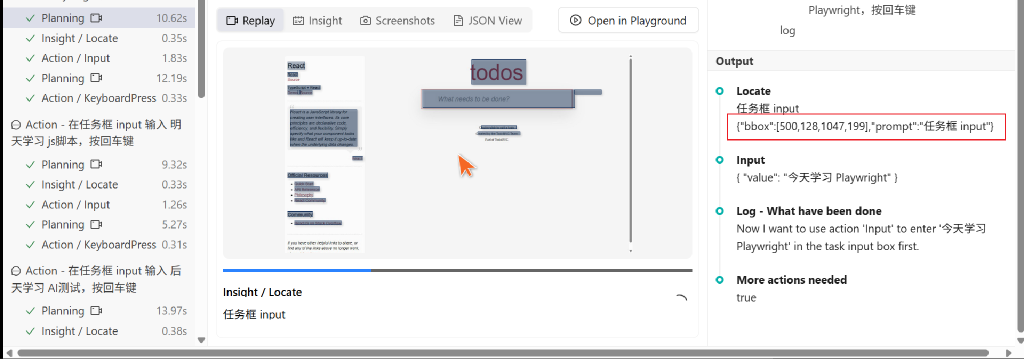 Planning 10.62s
Insight / Locate 0.35s
Action / Input 1.83s
Planning 12.19s
Action / KeyboardPress 0.33s
Action - 在任务框 input 输入 明
天学习 js脚本，按回车键
Planning 9.32s
Insight / Locate 0.33s
Action / Input 1.26s
Planning 5.27s
Action / KeyboardPress 0.31s
Action - 在任务框 input 输入 后
天学习 AI测试，按回车键
Planning 13.97s
Insight / Locate 0.38s
Replay Insight Screenshots JSON View Open in Playground
React
todos
What needs to be done?
Official Resources
Community
Insight / Locate
任务框 input
Playwright，按回车键
log
Output
Locate
任务框 input
{"bbox":[500,128,1047,199],"prompt":"任务框 input"}
Input
{ "value": "今天学习 Playwright" }
Log - What have been done
Now I want to use action 'Input' to enter '今天学习
Playwright' in the task input box first.
More actions needed
true